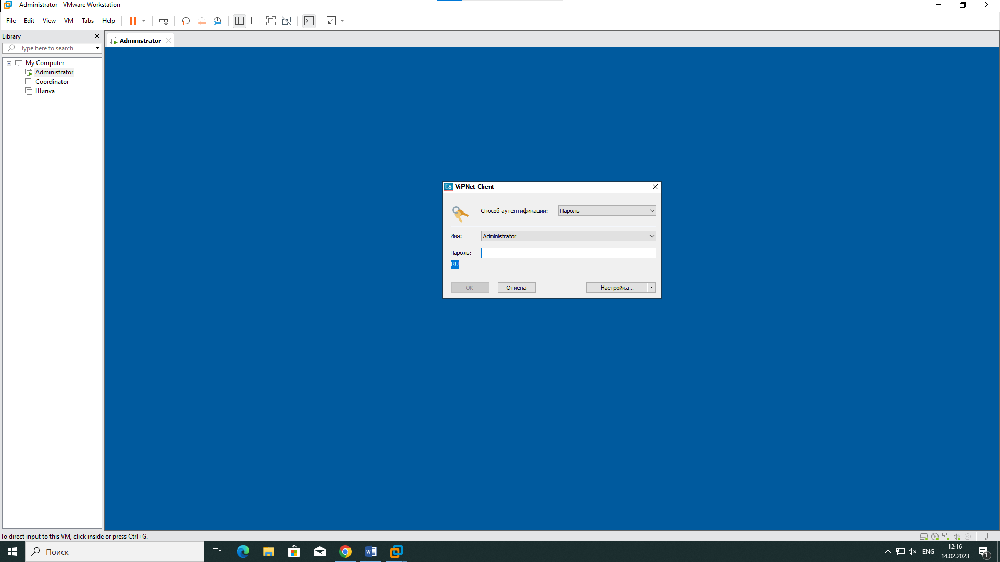 Administrator - VMware Workstation
File Edit View VM Tabs Help
Library
Type here to search
My Computer
Administrator
Coordinator
Шипка
Administrator
ViPNet Client
Способ аутентификации: Пароль
Имя: Administrator
Пароль:
RU
OK Отмена Настройка...
To direct input to this VM, click inside or press Ctrl+G.
Поиск
ENG
12:16
14.02.2023
1